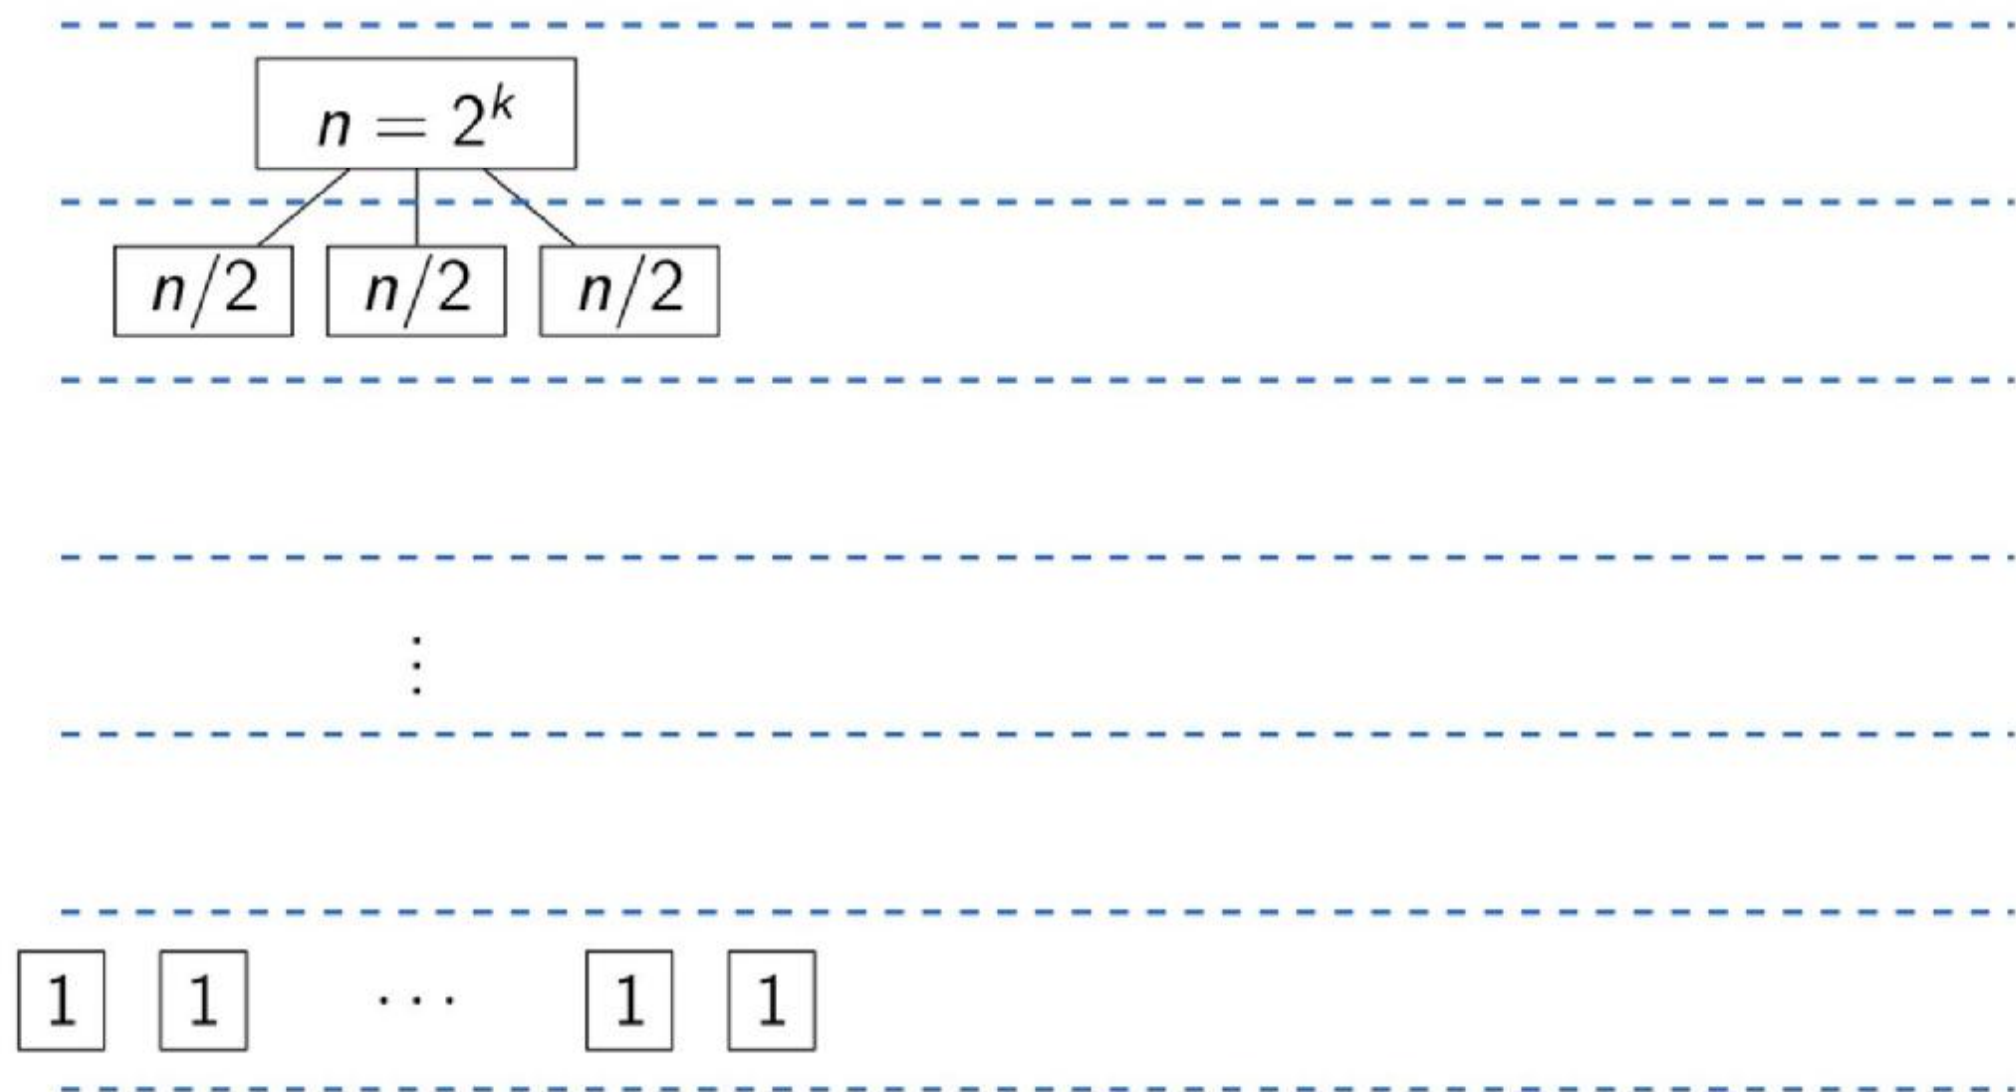 n = 2^k
n/2 n/2 n/2
⋮
1 1 ··· 1 1